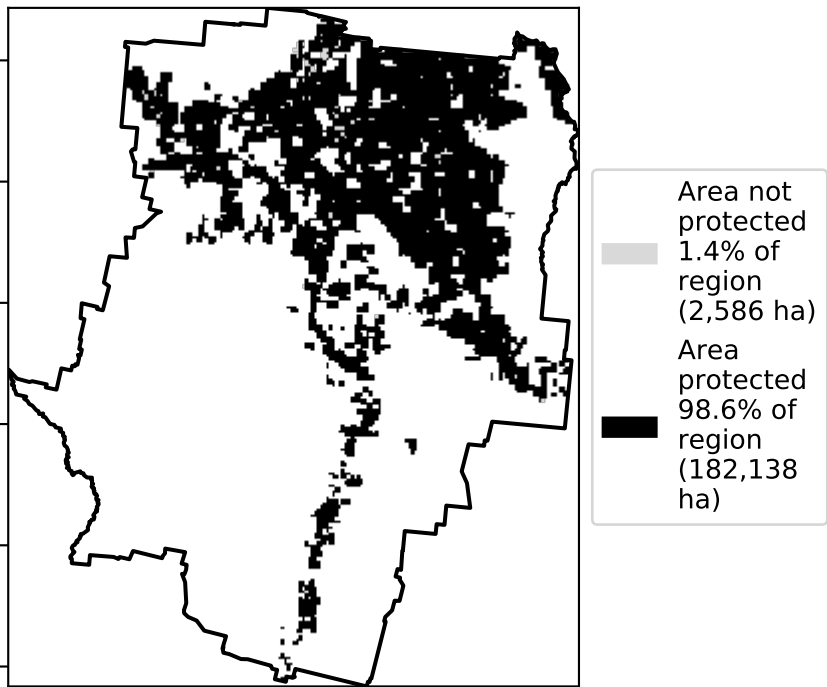 Area not
protected
1.4% of
region
(2,586 ha)
Area
protected
98.6% of
region
(182,138
ha)